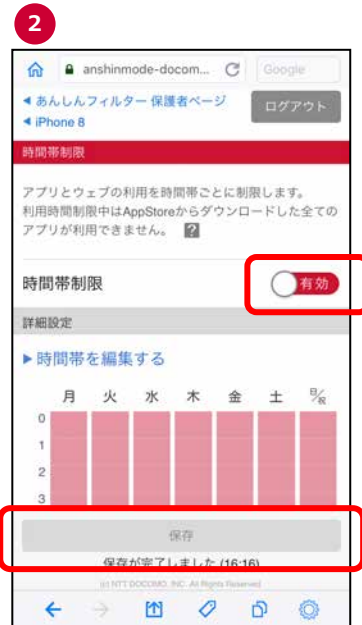 2
anshinmode-docom... Google
◀ あんしんフィルター 保護者ページ
ログアウト
◀ iPhone 8
時間帯制限
アプリとウェブの利用を時間帯ごとに制限します。
利用時間制限中はAppStoreからダウンロードした全ての
アプリが利用できません。 ?
時間帯制限 有効
詳細設定
▶時間帯を編集する
月 火 水 木 金 土 日/祝
0
1
2
3
保存
保存が完了しました (16:16)
(c) NTT DOCOMO, INC. All Rights Reserved.